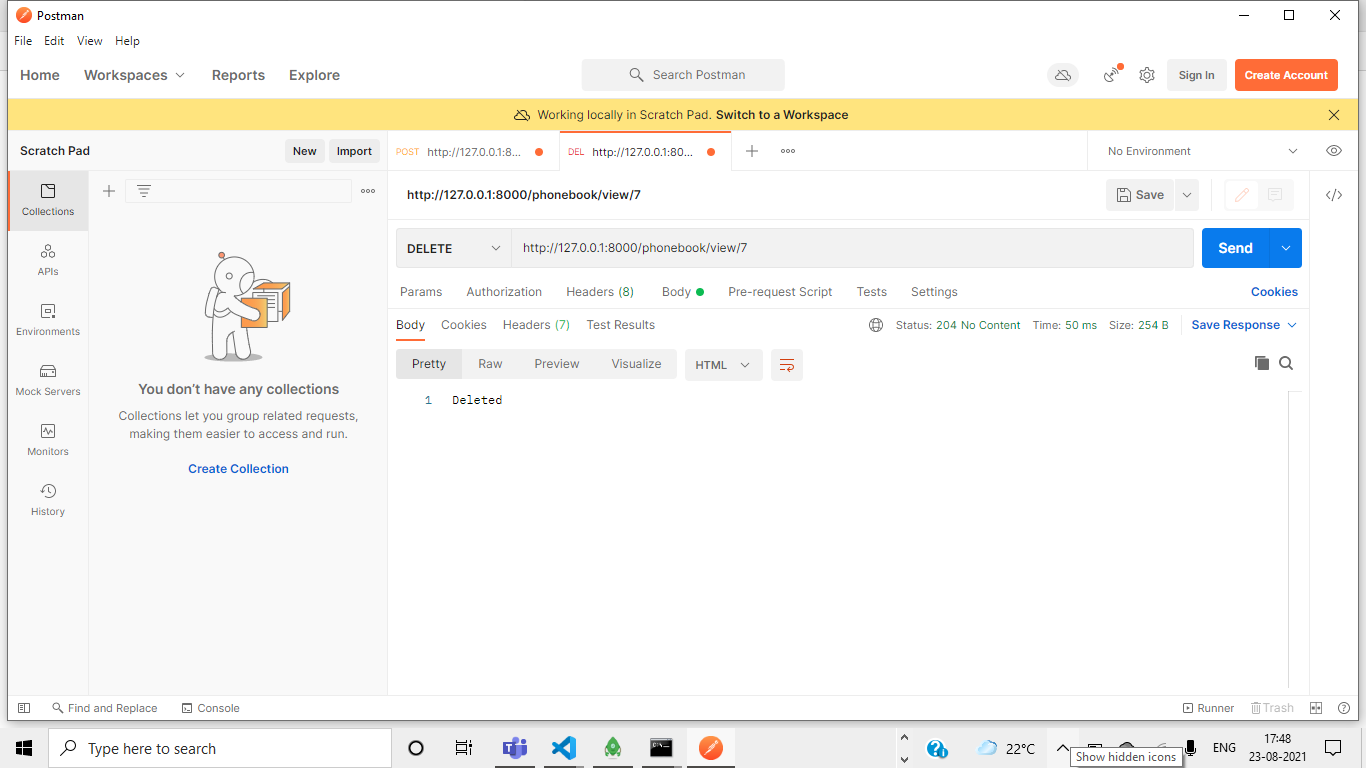 Postman
File Edit View Help
Home Workspaces Reports Explore Search Postman Sign In Create Account
Working locally in Scratch Pad. Switch to a Workspace
Scratch Pad New Import POST http://127.0.0.1:8... DEL http://127.0.0.1:80... No Environment
http://127.0.0.1:8000/phonebook/view/7 Save
Collections
DELETE http://127.0.0.1:8000/phonebook/view/7 Send
APIs
Params Authorization Headers (8) Body Pre-request Script Tests Settings Cookies
Body Cookies Headers (7) Test Results Status: 204 No Content Time: 50 ms Size: 254 B Save Response
Environments
Pretty Raw Preview Visualize HTML
Mock Servers
1 Deleted
You don't have any collections
Collections let you group related requests,
making them easier to access and run.
Create Collection
Monitors
History
Find and Replace Console Runner Trash
Type here to search 22°C ENG 17:48
23-08-2021
Show hidden icons